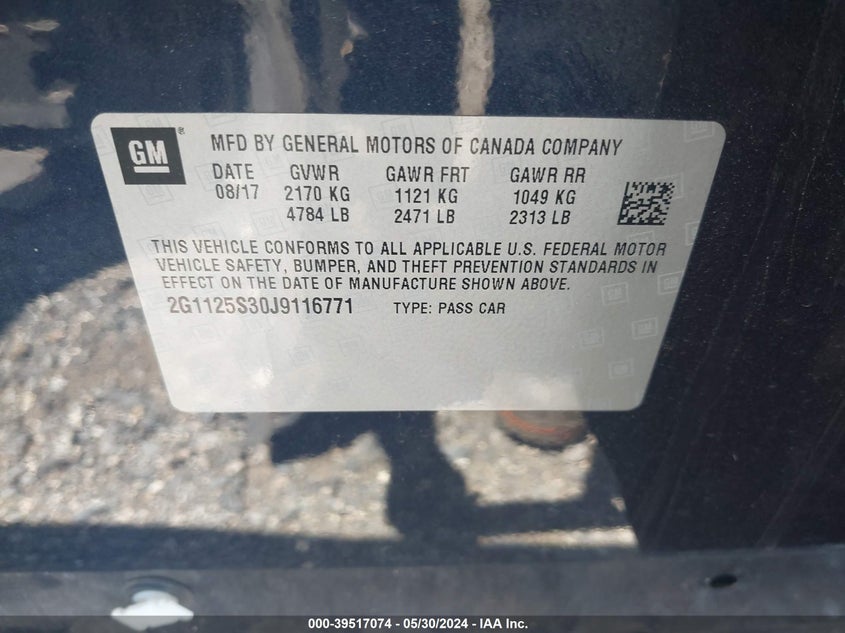 GM ® MFD BY GENERAL MOTORS OF CANADA COMPANY
DATE GVWR GAWR FRT GAWR RR
08/17 2170 KG 1121 KG 1049 KG
4784 LB 2471 LB 2313 LB
THIS VEHICLE CONFORMS TO ALL APPLICABLE U.S. FEDERAL MOTOR
VEHICLE SAFETY, BUMPER, AND THEFT PREVENTION STANDARDS IN
EFFECT ON THE DATE OF MANUFACTURE SHOWN ABOVE.
2G1125S30J9116771 TYPE: PASS CAR
000-39517074 - 05/30/2024 - IAA Inc.